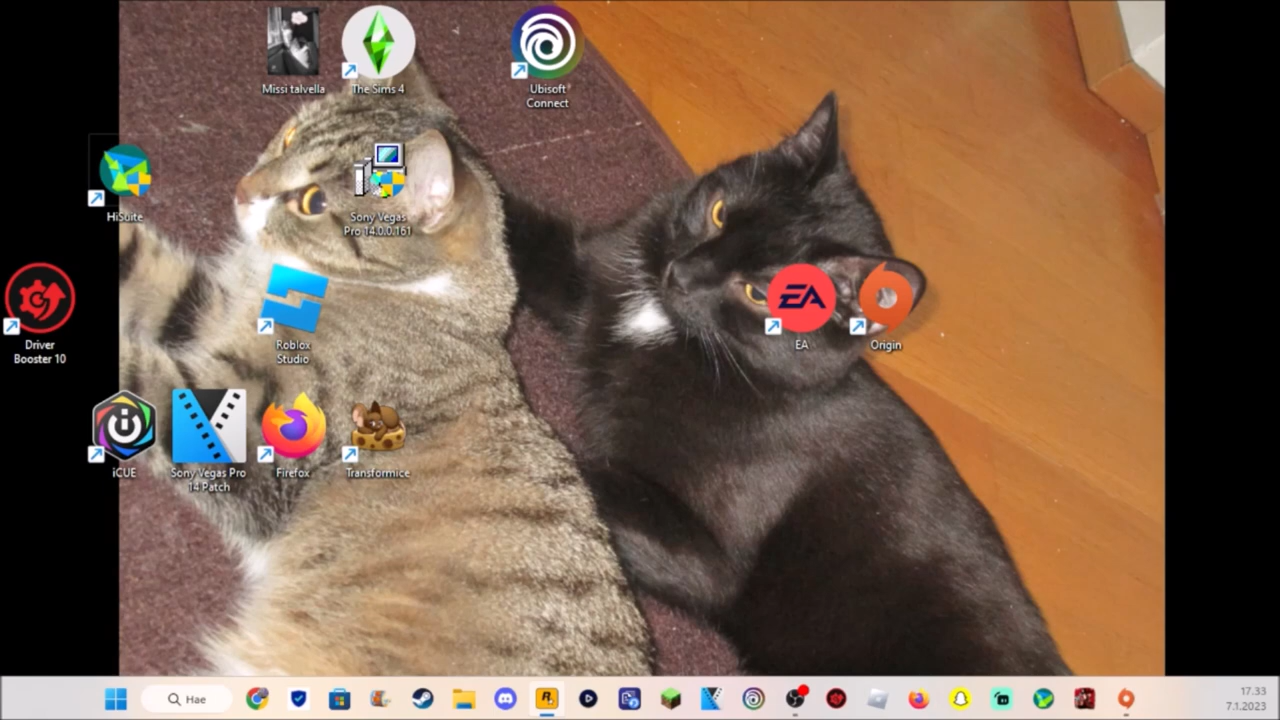 Missi talvella
The Sims 4
Ubisoft
Connect
HiSuite
Sony Vegas
Pro 14.0.0.161
Driver
Booster 10
Roblox
Studio
EA
EA
Origin
iCUE
Sony Vegas Pro
14 Patch
Firefox
Transformice
Hae
17.33
7.1.2023